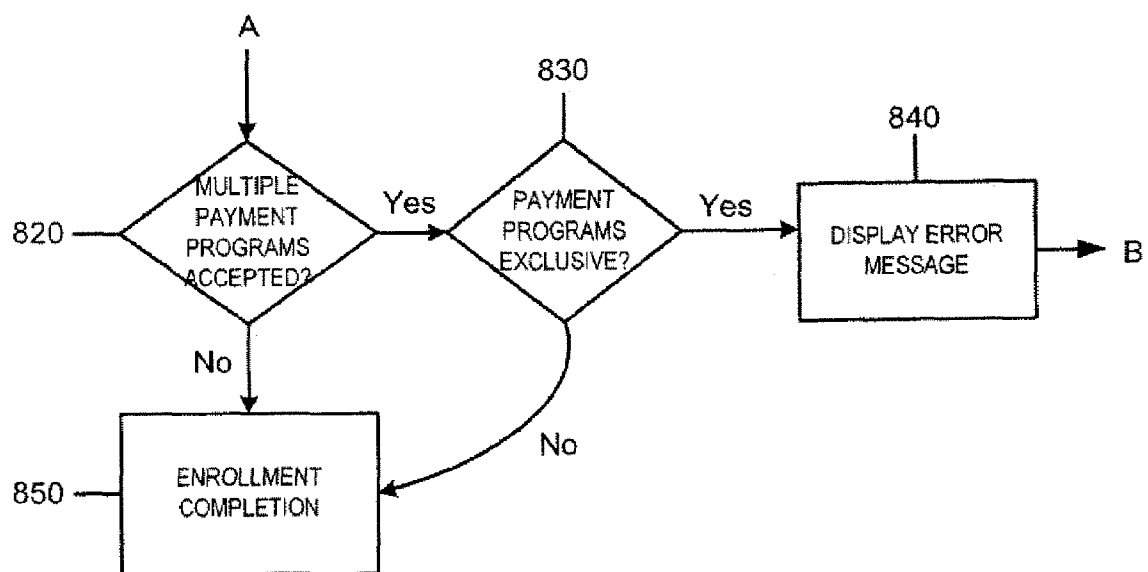 A
830
840
MULTIPLE
PAYMENT
PROGRAMS
ACCEPTED?
Yes
PAYMENT
PROGRAMS
EXCLUSIVE?
Yes
DISPLAY ERROR
MESSAGE
B
820
No
No
ENROLLMENT
COMPLETION
850